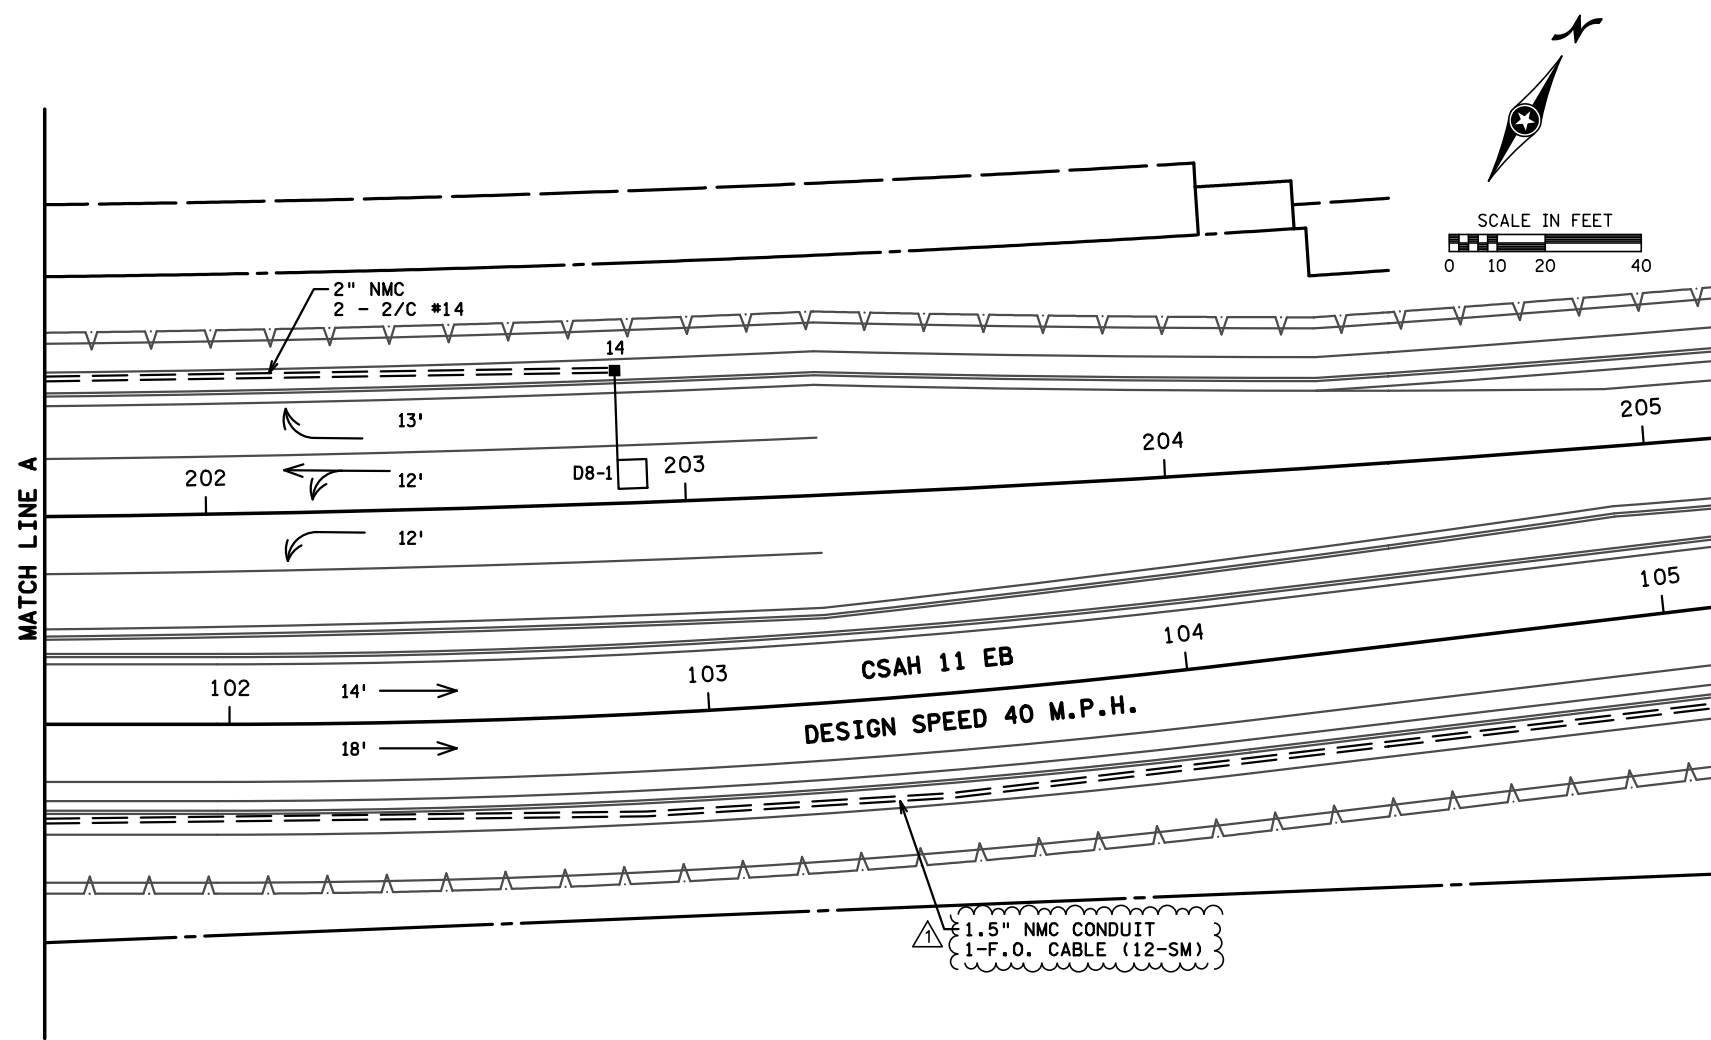 N
SCALE IN FEET
0 10 20 40
2" NMC
2 - 2/C #14
14
13'
12'
12'
D8-1
202
203
204
205
MATCH LINE A
102
103
104
105
CSAH 11 EB
DESIGN SPEED 40 M.P.H.
14'
18'
1
1.5" NMC CONDUIT
1-F.O. CABLE (12-SM)